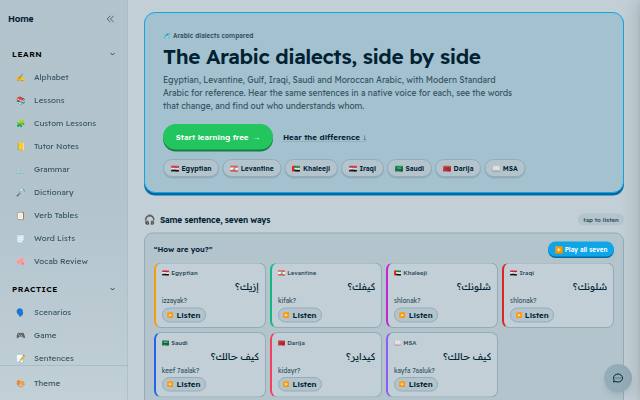 Home
LEARN
Alphabet
Lessons
Custom Lessons
Tutor Notes
Grammar
Dictionary
Verb Tables
Word Lists
Vocab Review
PRACTICE
Scenarios
Game
Sentences
Theme
Arabic dialects compared
The Arabic dialects, side by side
Egyptian, Levantine, Gulf, Iraqi, Saudi and Moroccan Arabic, with Modern Standard
Arabic for reference. Hear the same sentences in a native voice for each, see the words
that change, and find out who understands whom.
Start learning free →
Hear the difference ↓
Egyptian Levantine Khaleeji Iraqi Saudi Darija MSA
Same sentence, seven ways
tap to listen
"How are you?"
Play all seven
Egyptian
إزيك؟
izzayak?
Listen
Levantine
كيفك؟
kifak?
Listen
Khaleeji
شلونك؟
shlonak?
Listen
Iraqi
شلونك؟
shlonak?
Listen
Saudi
كيف حالك؟
keef 7aalak?
Listen
Darija
كيداير؟
kidayr?
Listen
MSA
كيف حالك؟
kayfa 7aaluk?
Listen